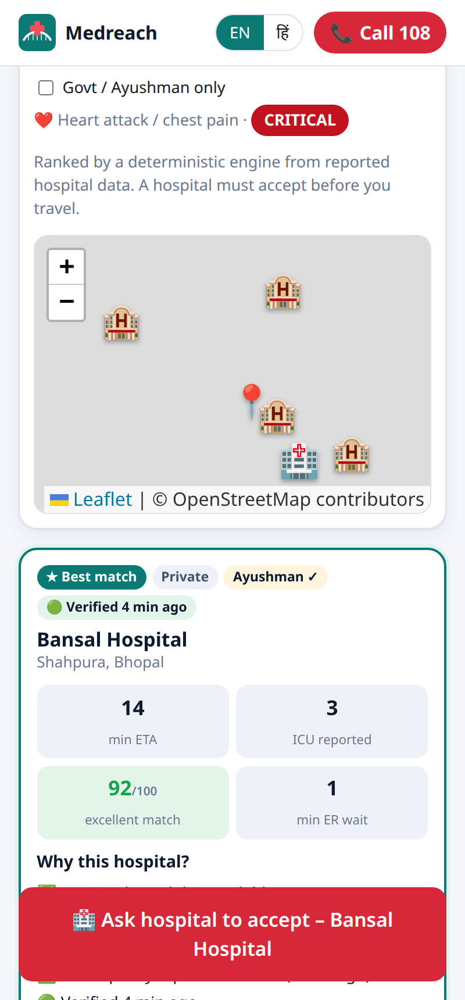 Medreach
EN
हिं
Call 108
Govt / Ayushman only
Heart attack / chest pain · CRITICAL
Ranked by a deterministic engine from reported
hospital data. A hospital must accept before you
travel.
+
−
H
H
H
H
Leaflet | © OpenStreetMap contributors
★ Best match
Private
Ayushman ✓
Verified 4 min ago
Bansal Hospital
Shahpura, Bhopal
14
min ETA
3
ICU reported
92/100
excellent match
1
min ER wait
Why this hospital?
Ask hospital to accept – Bansal
Hospital
Verified 4 min ago